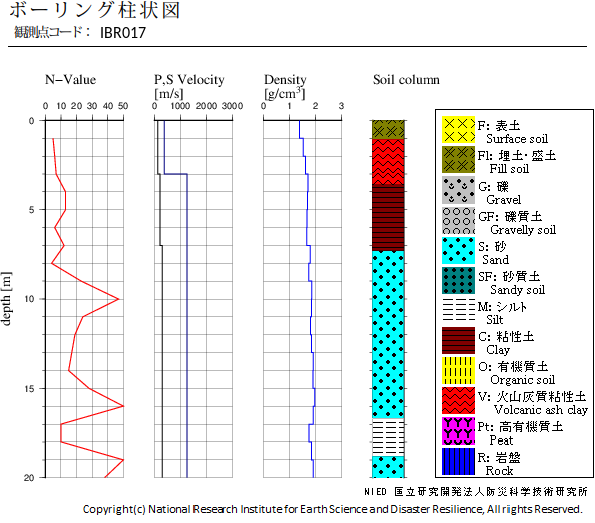 ボーリング柱状図
観測点コード： IBR017
N−Value
P,S Velocity
[m/s]
Density
[g/cm³]
Soil column
0 10 20 30 40 50
0 1000 2000 3000
0 1 2 3
0
5
10
15
20
depth [m]
F: 表土
Surface soil
Fl: 埋土・盛土
Fill soil
G: 礫
Gravel
GF: 礫質土
Gravelly soil
S: 砂
Sand
SF: 砂質土
Sandy soil
M: シルト
Silt
C: 粘性土
Clay
O: 有機質土
Organic soil
V: 火山灰質粘性土
Volcanic ash clay
Pt: 高有機質土
Peat
R: 岩盤
Rock
NIED 国立研究開発法人防災科学技術研究所
Copyright(c) National Research Institute for Earth Science and Disaster Resilience, All rights Reserved.